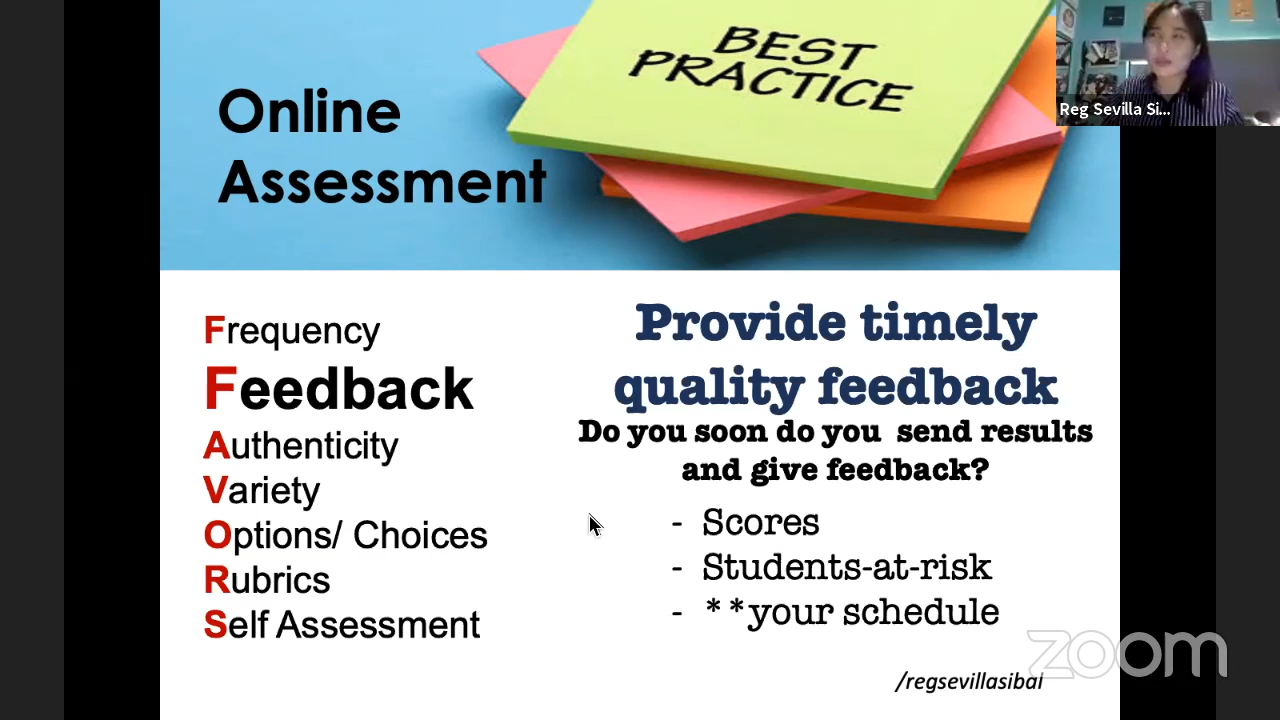 Online
Assessment
BEST
PRACTICE
Reg Sevilla Si...
Frequency
Feedback
Authenticity
Variety
Options/ Choices
Rubrics
Self Assessment
Provide timely
quality feedback
Do you soon do you send results
and give feedback?
- Scores
- Students-at-risk
- **your schedule
/regsevillasibal
zoom